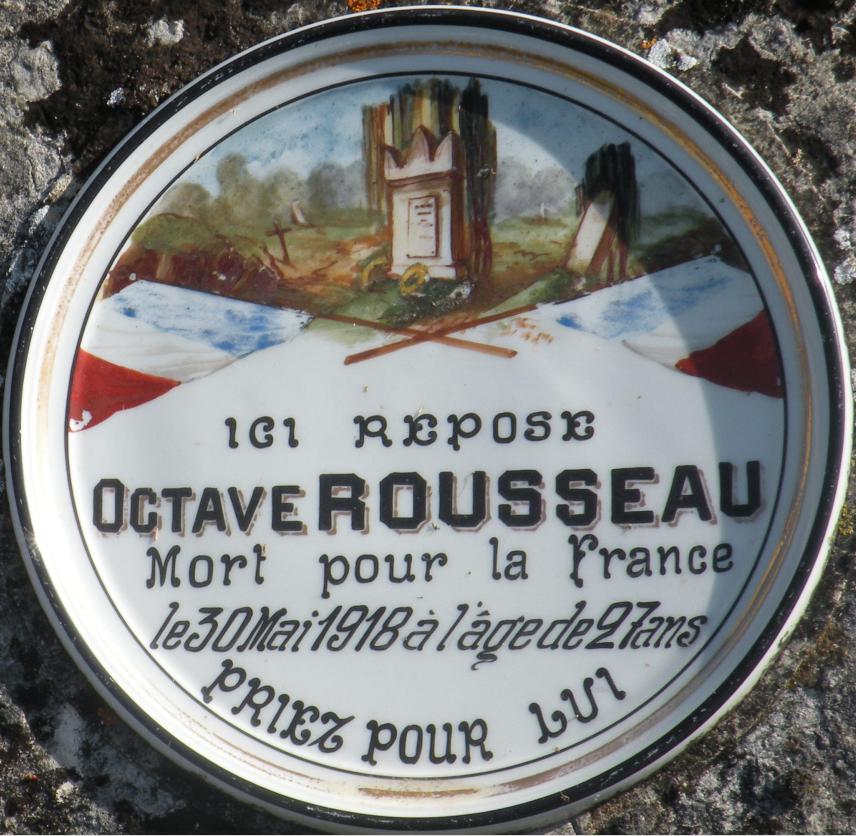 ICI REPOSE
OCTAVE ROUSSEAU
Mort pour la France
le 30 Mai 1918 à l'âge de 27 ans
PRIEZ POUR LUI